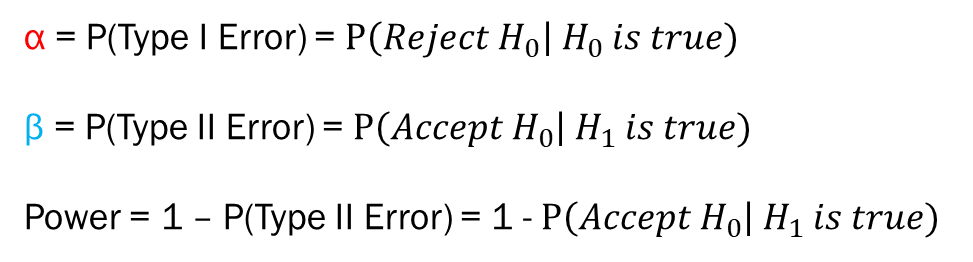 α = P(Type I Error) = P(Reject H₀| H₀ is true)
β = P(Type II Error) = P(Accept H₀| H₁ is true)
Power = 1 – P(Type II Error) = 1 - P(Accept H₀| H₁ is true)